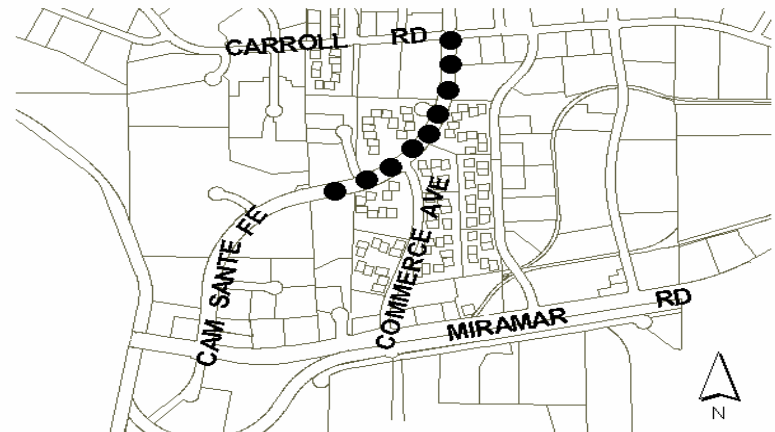 CARROLL RD
CAM SANTE FE
COMMERCE AVE
MIRAMAR RD
N